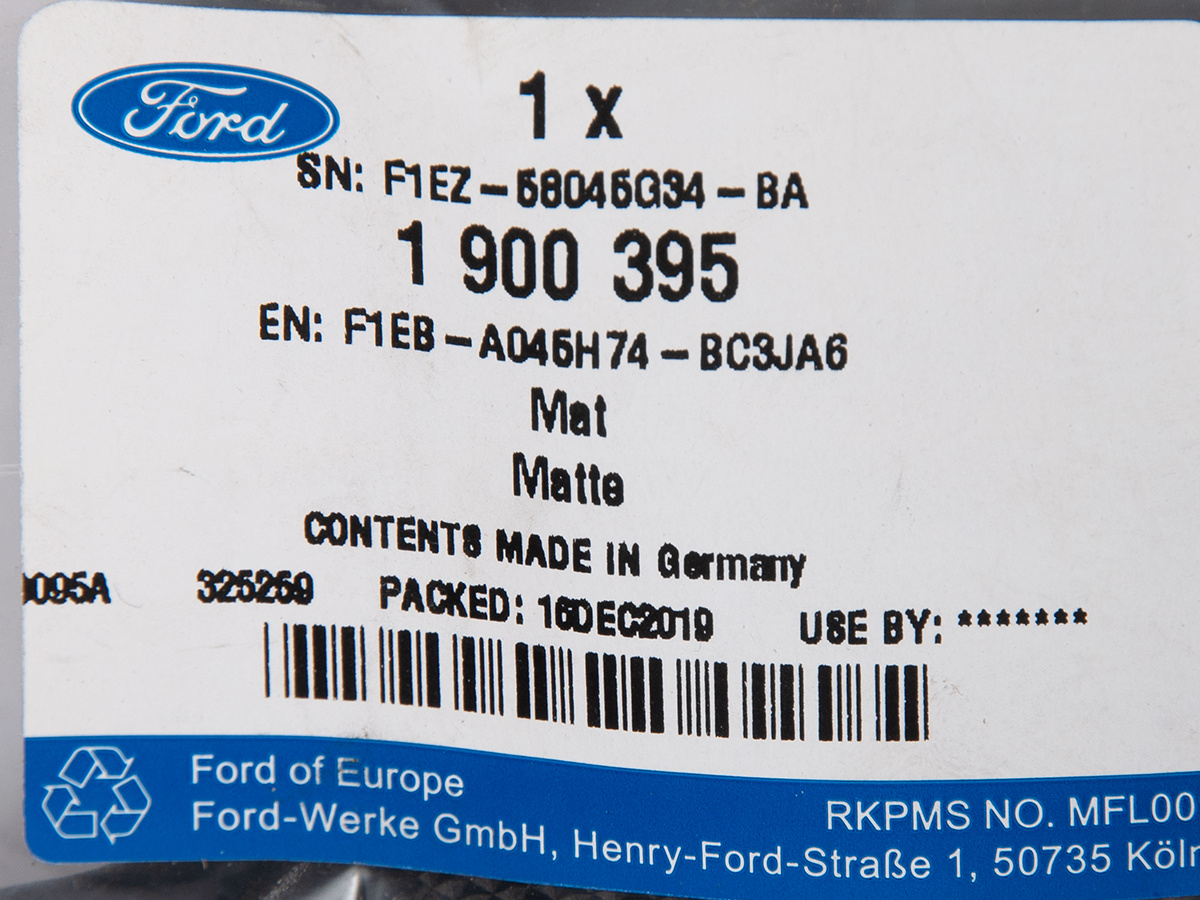 Ford
1 x
SN: F1EZ-58045G34-BA
1 900 395
EN: F1EB-A045H74-BC3JA6
Mat
Matte
CONTENTS MADE IN Germany
095A 325259 PACKED: 16DEC2019 USE BY: *******
Ford of Europe
Ford-Werke GmbH, Henry-Ford-Straße 1, 50735 Köln
RKPMS NO. MFL00